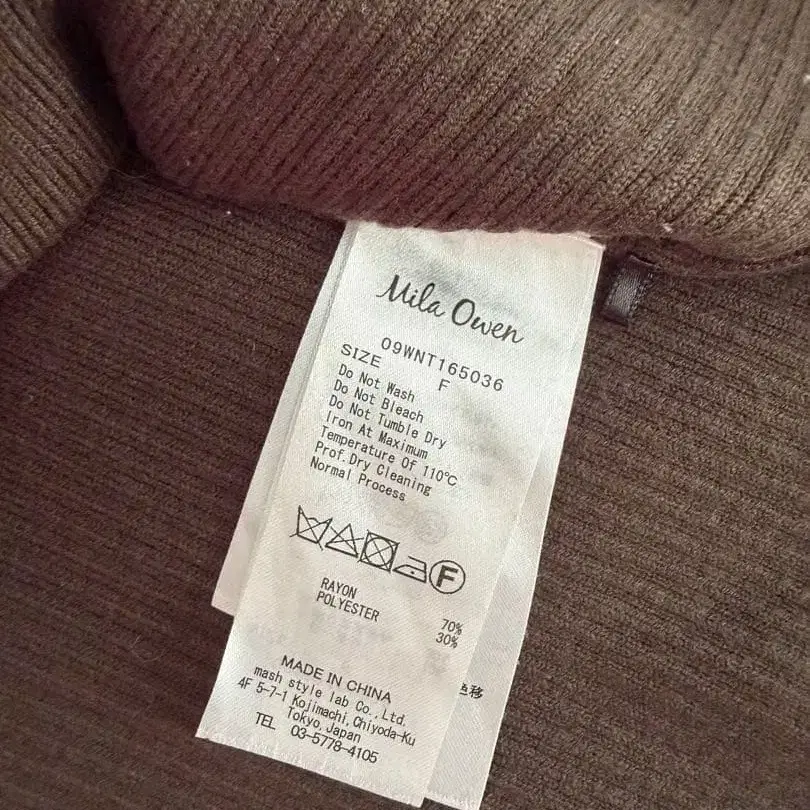 Mila Owen
09WNT165036
SIZE F
Do Not Wash
Do Not Bleach
Do Not Tumble Dry
Iron At Maximum
Temperature Of 110℃
Prof.Dry Cleaning
Normal Process
F
RAYON 70%
POLYESTER 30%
MADE IN CHINA
mash style lab Co.,Ltd.
4F 5-7-1 Kojimachi,Chiyoda-Ku
Tokyo,Japan
TEL 03-5778-4105
色移